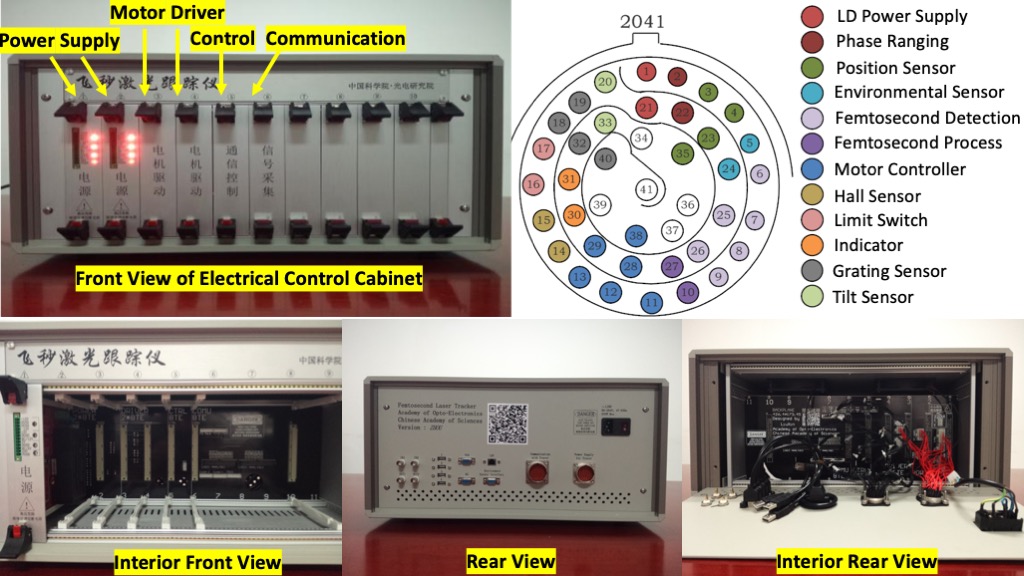 Motor Driver
Power Supply
Control
Communication
飞秒激光跟踪仪
中国科学院·光电研究院
电源
电源
电机驱动
电机驱动
通信控制
信号采集
Front View of Electrical Control Cabinet
2041
1
2
3
4
5
6
7
8
9
10
11
12
13
14
15
16
17
18
19
20
21
22
23
24
25
26
27
28
29
30
31
32
33
34
35
36
37
38
39
40
41
LD Power Supply
Phase Ranging
Position Sensor
Environmental Sensor
Femtosecond Detection
Femtosecond Process
Motor Controller
Hall Sensor
Limit Switch
Indicator
Grating Sensor
Tilt Sensor
飞秒激光跟踪仪
中国科学
电源
Interior Front View
Femtosecond Laser Tracker
Academy of Opto-Electronics
Chinese Academy of Sciences
Rear View
Academy of Opto-Electronics
Interior Rear View